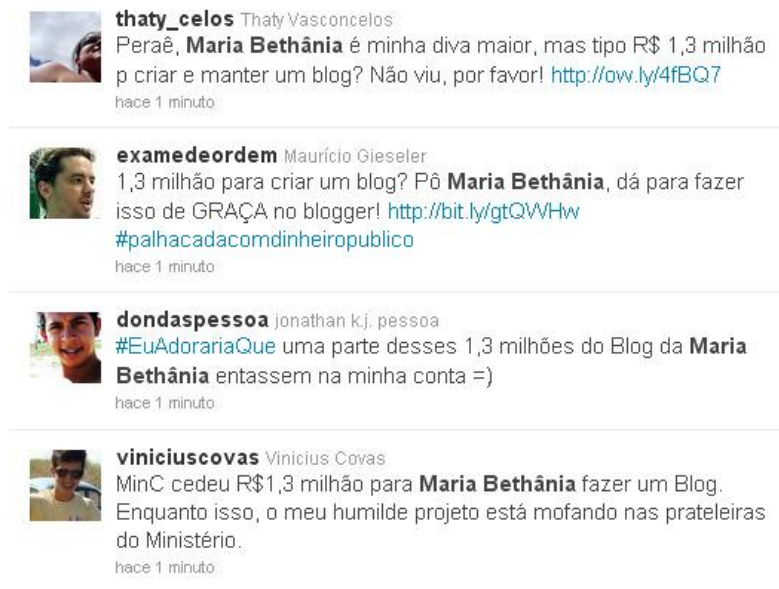 thaty_celos Thaty Vasconcelos
Peraê, Maria Bethânia é minha diva maior, mas tipo R$ 1,3 milhão
p criar e manter um blog? Não viu, por favor! http://ow.ly/4fBQ7
hace 1 minuto
examedeordem Maurício Gieseler
1,3 milhão para criar um blog? Pô Maria Bethânia, dá para fazer
isso de GRAÇA no blogger! http://bit.ly/gtQVHw
#palhacadacomdinheiropublico
hace 1 minuto
dondaspessoa jonathan k.j. pessoa
#EuAdorariaQue uma parte desses 1,3 milhões do Blog da Maria
Bethânia entassem na minha conta =)
hace 1 minuto
viniciuscovas Vinicius Covas
MinC cedeu R$1,3 milhão para Maria Bethânia fazer um Blog.
Enquanto isso, o meu humilde projeto está mofando nas prateleiras
do Ministério.
hace 1 minuto